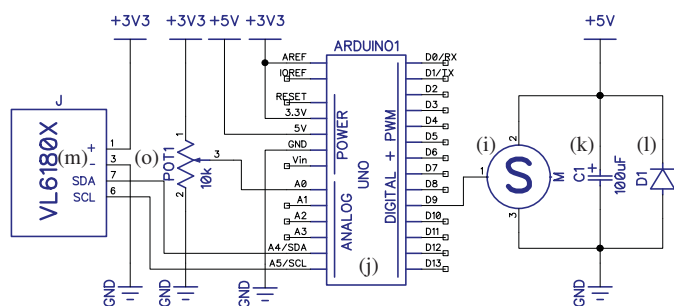 +3V3
+3V3
+5V
+3V3
+5V
ARDUINO1
J
VL6180X
(m)
+
-
SDA
SCL
1
3
7
6
(o)
POT1
10k
1
3
2
AREF
IOREF
RESET
3.3V
5V
GND
Vin
A0
A1
A2
A3
A4/SDA
A5/SCL
POWER
ANALOG
UNO
DIGITAL + PWM
(j)
D0/RX
D1/TX
D2
D3
D4
D5
D6
D7
D8
D9
D10
D11
D12
D13
(i)
1
2
3
S
M
(k)
C1
+
100uF
(l)
D1
GND
GND
GND
GND